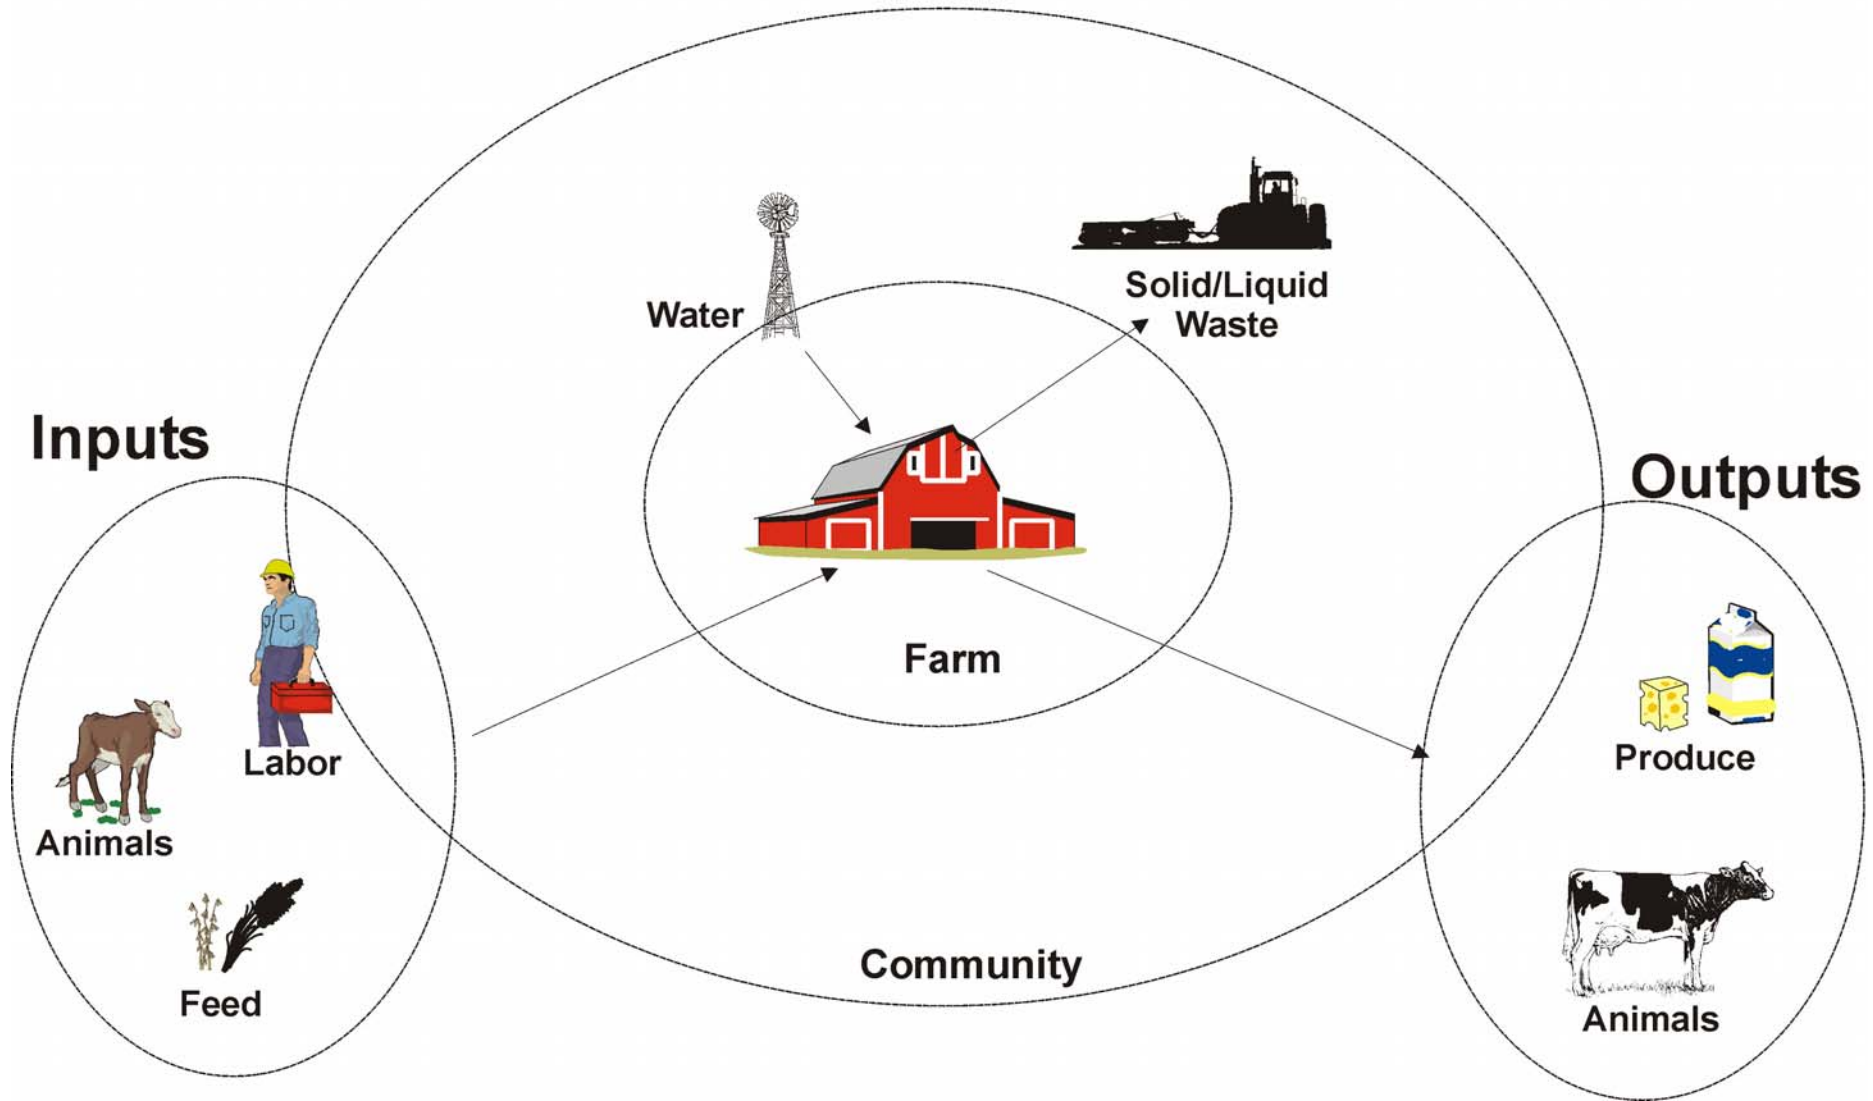 Solid/Liquid
Waste
Water
Inputs
Outputs
Farm
Labor
Produce
Animals
Community
Feed
Animals